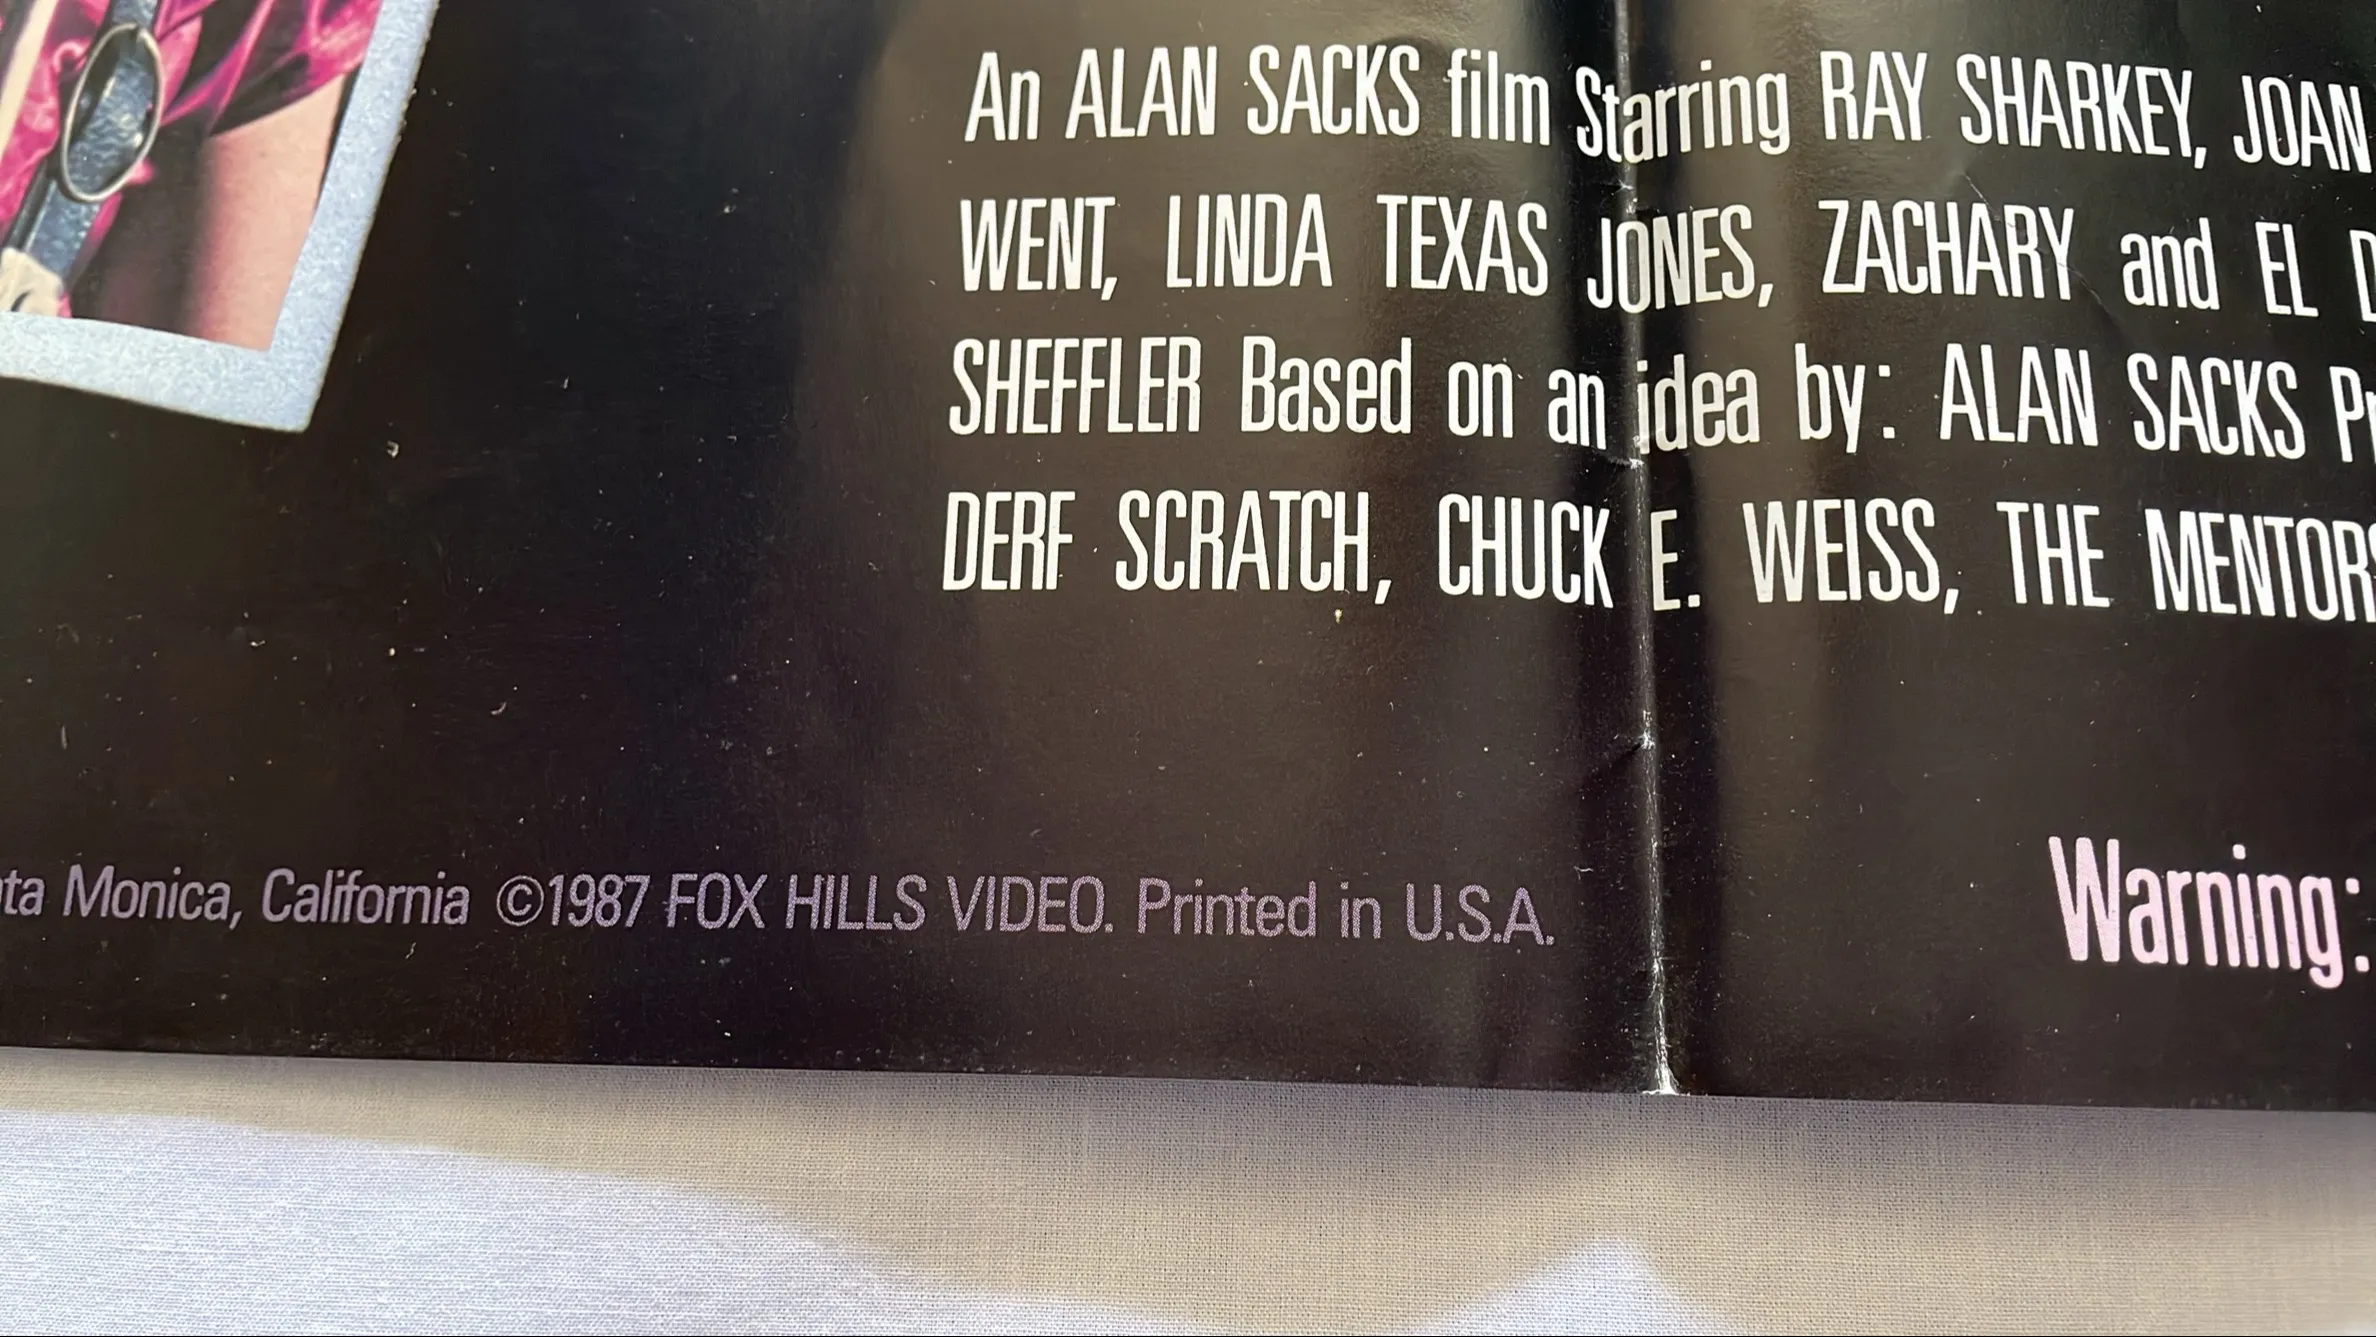 An ALAN SACKS film Starring RAY SHARKEY, JOAN
WENT, LINDA TEXAS JONES, ZACHARY and EL
SHEFFLER Based on an idea by: ALAN SACKS
DERF SCRATCH, CHUCK E. WEISS, THE MENTORS
Monica, California ©1987 FOX HILLS VIDEO. Printed in U.S.A.
Warning: